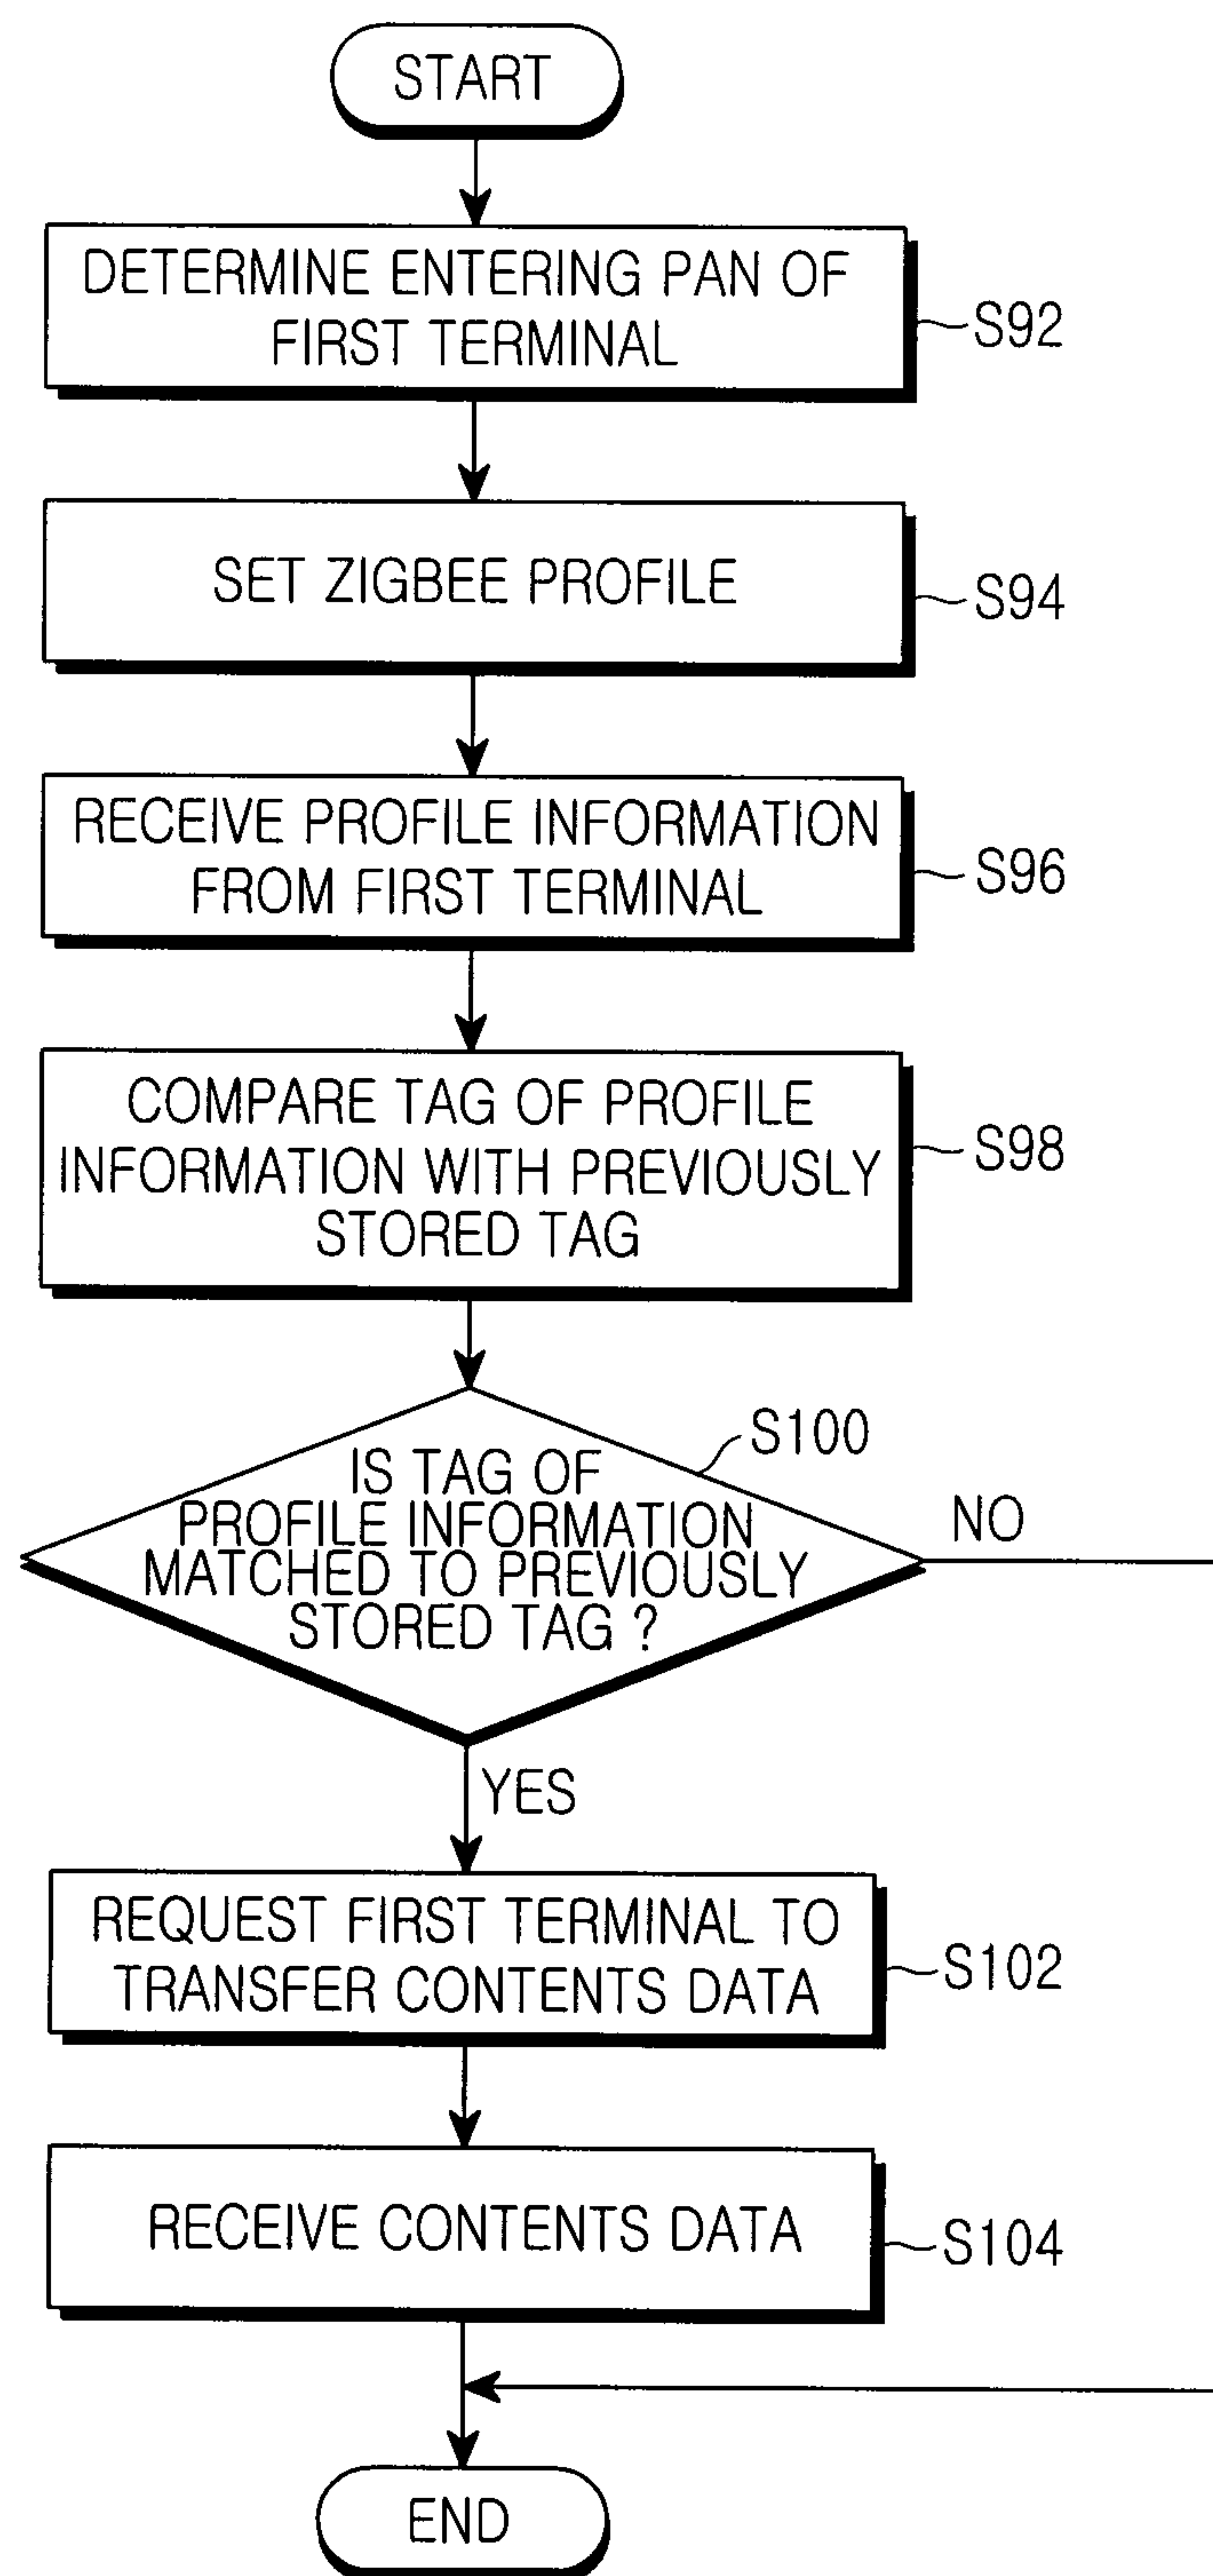 START
DETERMINE ENTERING PAN OF
FIRST TERMINAL
S92
SET ZIGBEE PROFILE
S94
RECEIVE PROFILE INFORMATION
FROM FIRST TERMINAL
S96
COMPARE TAG OF PROFILE
INFORMATION WITH PREVIOUSLY
STORED TAG
S98
S100
IS TAG OF
PROFILE INFORMATION
MATCHED TO PREVIOUSLY
STORED TAG ?
NO
YES
REQUEST FIRST TERMINAL TO
TRANSFER CONTENTS DATA
S102
RECEIVE CONTENTS DATA
S104
END